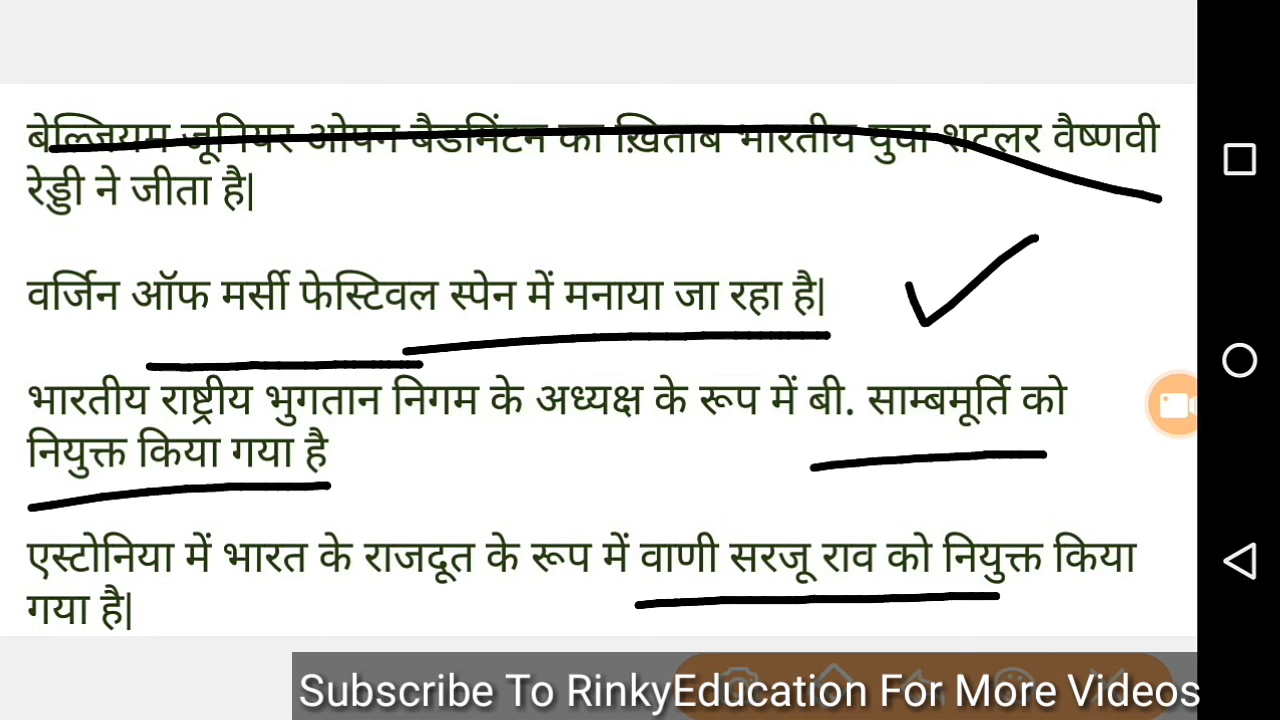 बेल्जियम जूनियर ओपन बैडमिंटन का ख़िताब भारतीय युवा शटलर वैष्णवी
रेड्डी ने जीता है|
वर्जिन ऑफ मर्सी फेस्टिवल स्पेन में मनाया जा रहा है|
भारतीय राष्ट्रीय भुगतान निगम के अध्यक्ष के रूप में बी. साम्बमूर्ति को
नियुक्त किया गया है
एस्टोनिया में भारत के राजदूत के रूप में वाणी सरजू राव को नियुक्त किया
गया है|
Subscribe To RinkyEducation For More Videos